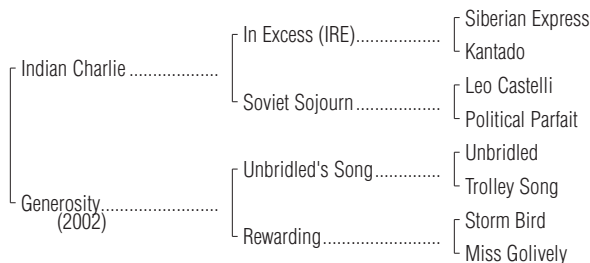 Siberian Express
In Excess (IRE)...................
Kantado
Indian Charlie ....................
Leo Castelli
Soviet Sojourn ...................
Political Parfait
Unbridled
Unbridled's Song...............
Trolley Song
Generosity..........................
(2002)
Storm Bird
Rewarding..........................
Miss Golively